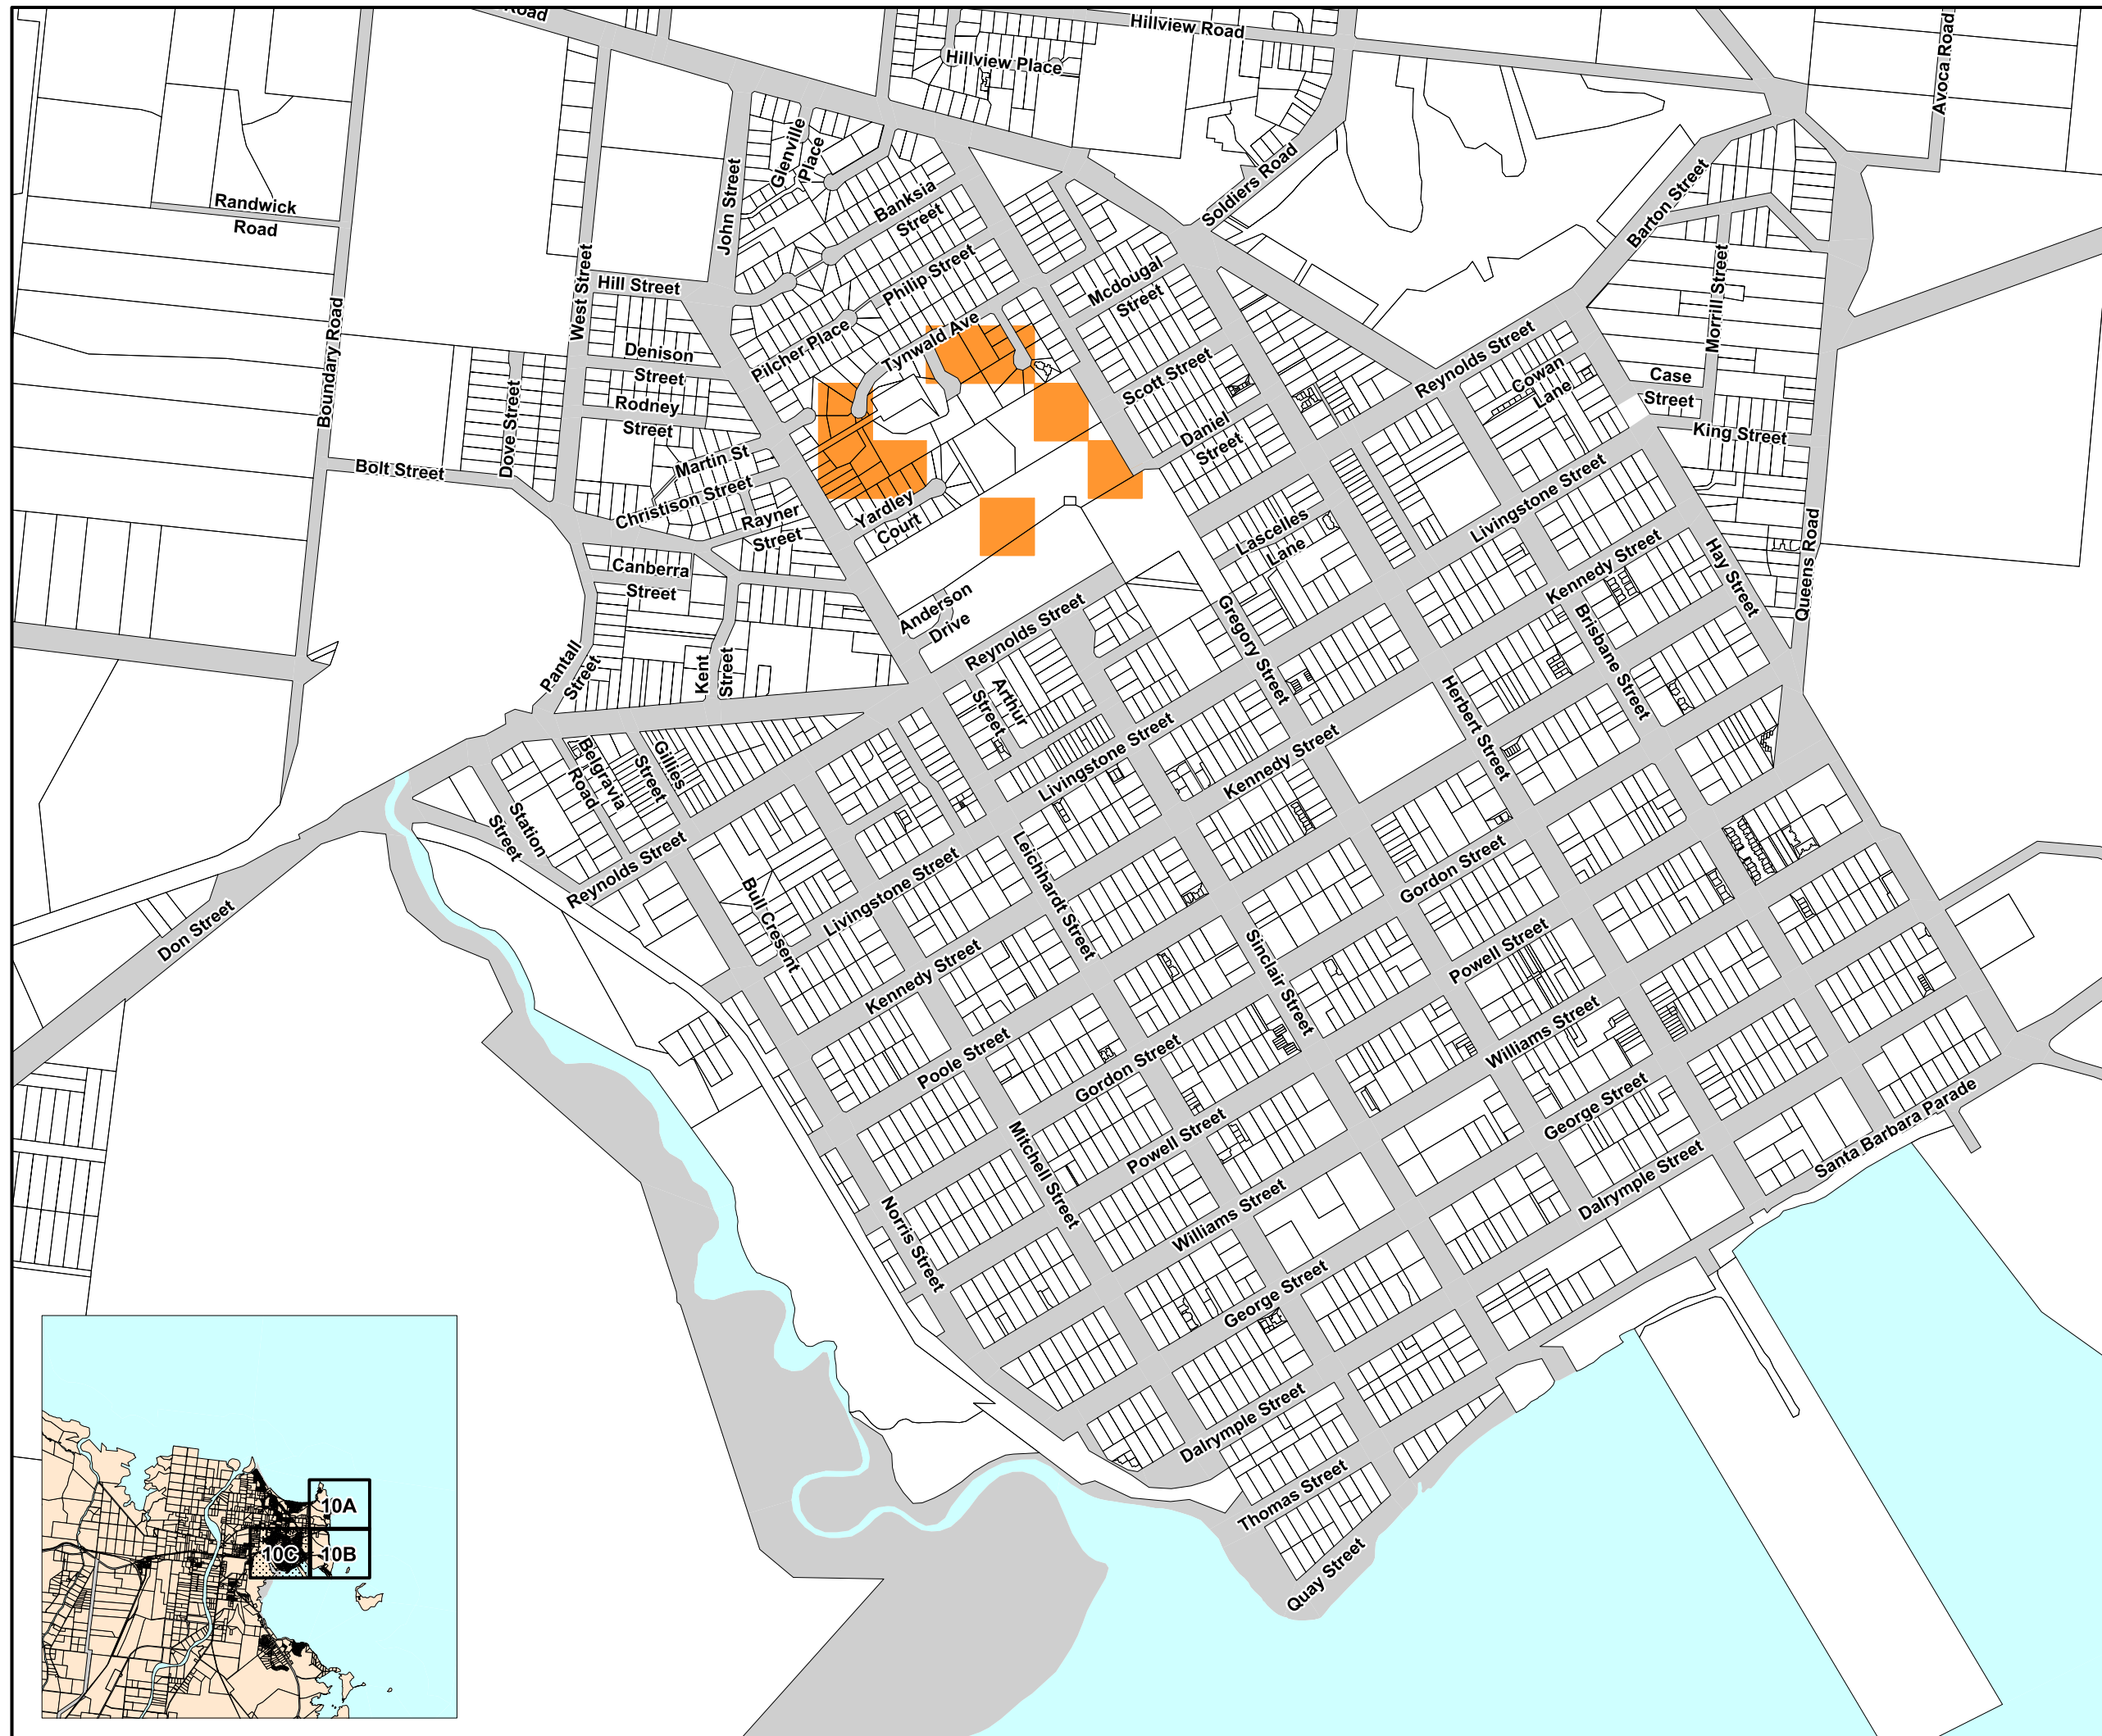 Road
Hillview Road
Hillview Place
Avoca Road
Glenville
Place
John Street
Banksia
Street
Soldiers Road
Barton Street
Randwick
Road
West Street
Hill Street
Philip Street
Mcdougal
Street
Morrill Street
Boundary Road
Denison
Street
Pilcher Place
Tynwald Ave
Scott Street
Reynolds Street
Cowan
Lane
Case
Street
Dove Street
Rodney
Street
Daniel
Street
King Street
Bolt Street
Martin St
Christison Street
Rayner
Street
Yardley
Court
Lascelles
Lane
Livingstone Street
Kennedy Street
Hay Street
Queens Road
Canberra
Street
Anderson
Drive
Reynolds Street
Gregory Street
Brisbane Street
Pantall
Street
Kent
Street
Arthur
Street
Herbert Street
Belgravia
Road
Gillies
Street
Livingstone Street
Kennedy Street
Station
Street
Reynolds Street
Leichhardt Street
Gordon Street
Bull Cresent
Livingstone Street
Don Street
Kennedy Street
Sinclair Street
Powell Street
Poole Street
Gordon Street
Williams Street
Mitchell Street
Powell Street
George Street
Santa Barbara Parade
Norris Street
Williams Street
Dalrymple Street
George Street
Dalrymple Street
Thomas Street
Quay Street
10A
10C
10B